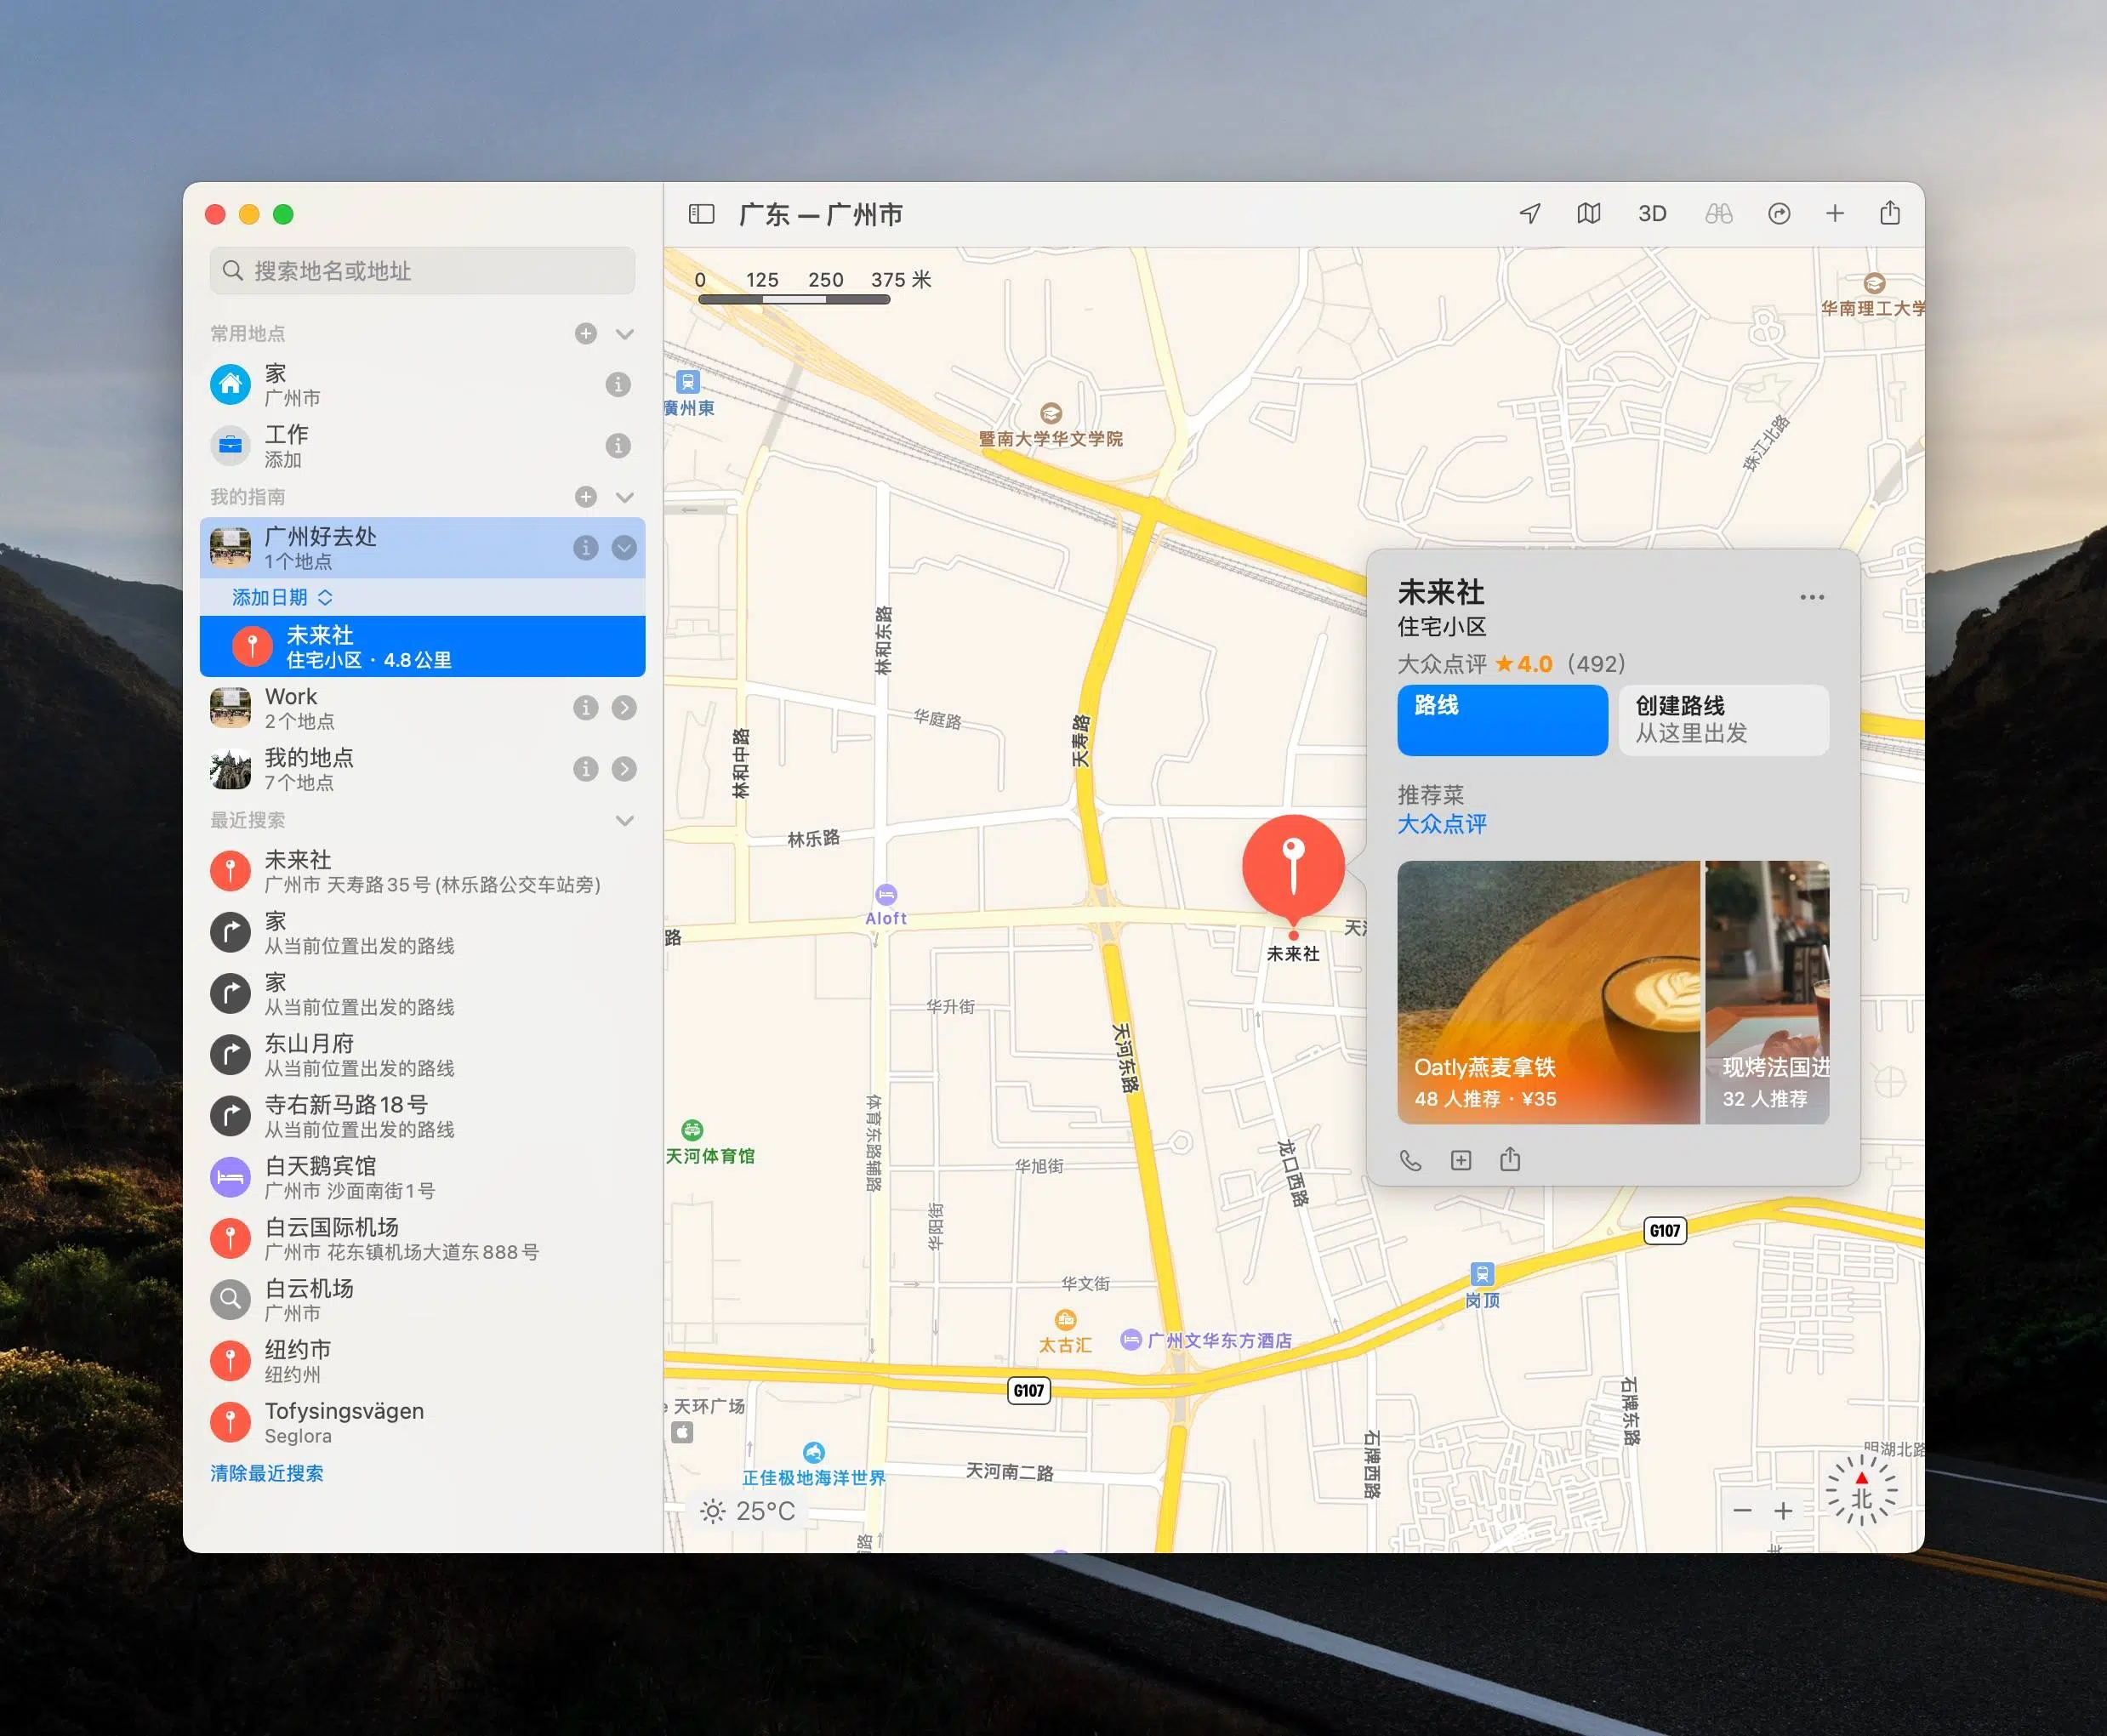 广东 — 广州市
3D
搜索地名或地址
常用地点
家
广州市
工作
添加
我的指南
广州好去处
1个地点
添加日期
未来社
住宅小区 · 4.8公里
Work
2个地点
我的地点
7个地点
最近搜索
未来社
广州市 天寿路35号(林乐路公交车站旁)
家
从当前位置出发的路线
家
从当前位置出发的路线
东山月府
从当前位置出发的路线
寺右新马路18号
从当前位置出发的路线
白天鹅宾馆
广州市 沙面南街1号
白云国际机场
广州市 花东镇机场大道东888号
白云机场
广州市
纽约市
纽约州
Tofysingsvägen
Seglora
清除最近搜索
0 125 250 375 米
华南理工大学
廣州東
暨南大学华文学院
珠江北路
林和东路
华庭路
天寿路
林和中路
林乐路
Aloft
路
天
未来社
华升街
天河东路
体育东路辅路
天河体育馆
华旭街
龙口西路
华阳街
华文街
太古汇
广州文华东方酒店
岗顶
G107
G107
天环广场
正佳极地海洋世界
天河南二路
石牌西路
石牌东路
明湖北路
路
25°C
北
未来社
住宅小区
大众点评 ★4.0 (492)
路线
创建路线
从这里出发
推荐菜
大众点评
Oatly燕麦拿铁
48 人推荐 · ¥35
现烤法国进
32 人推荐